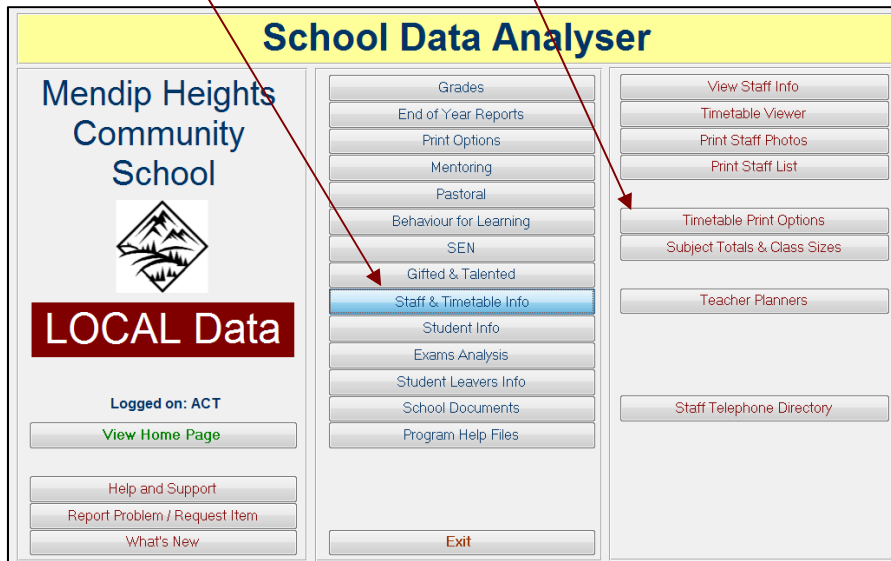 School Data Analyser
Mendip Heights
Community
School
LOCAL Data
Logged on: ACT
View Home Page
Help and Support
Report Problem / Request Item
What's New
Grades
End of Year Reports
Print Options
Mentoring
Pastoral
Behaviour for Learning
SEN
Gifted & Talented
Staff & Timetable Info
Student Info
Exams Analysis
Student Leavers Info
School Documents
Program Help Files
Exit
View Staff Info
Timetable Viewer
Print Staff Photos
Print Staff List
Timetable Print Options
Subject Totals & Class Sizes
Teacher Planners
Staff Telephone Directory